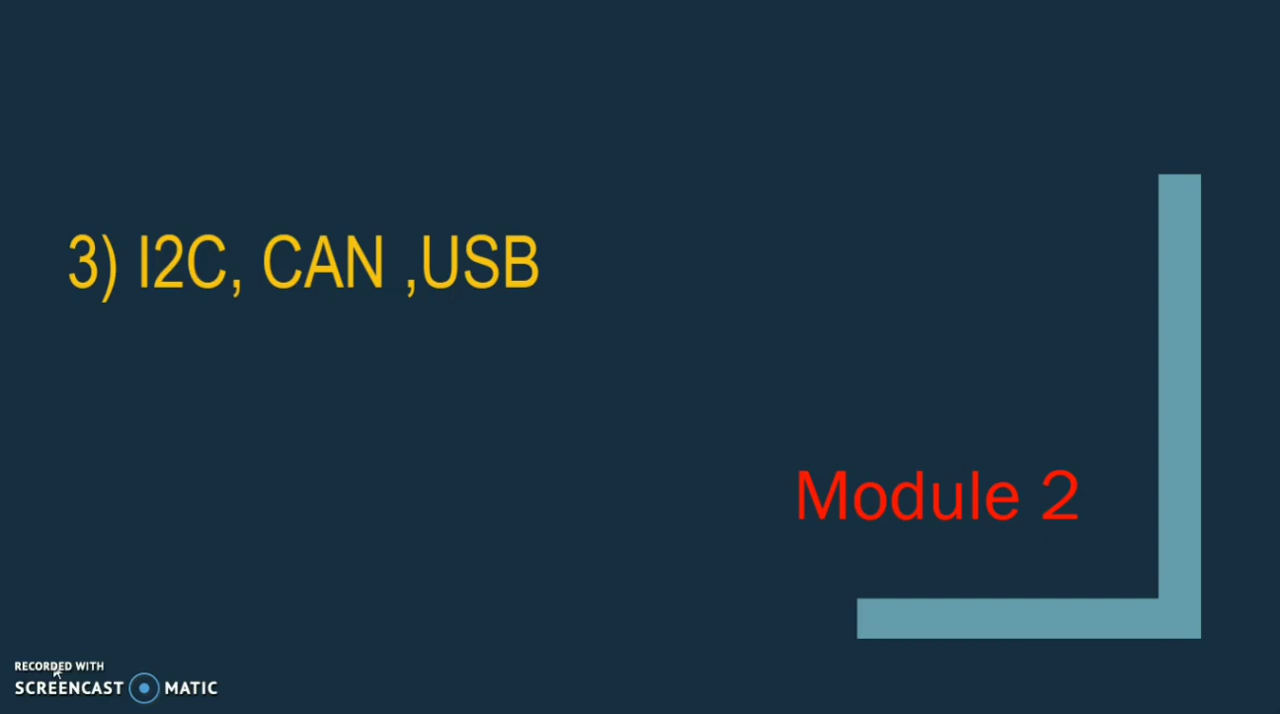 3) I2C, CAN ,USB
Module 2
RECORDED WITH
SCREENCAST MATIC